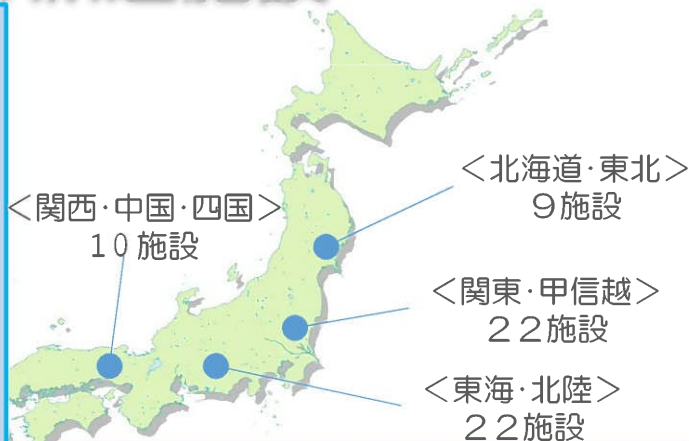 <北海道·東北>
9施設
<関西·中国·四国>
10施設
<関東·甲信越>
22施設
<東海·北陸>
22施設